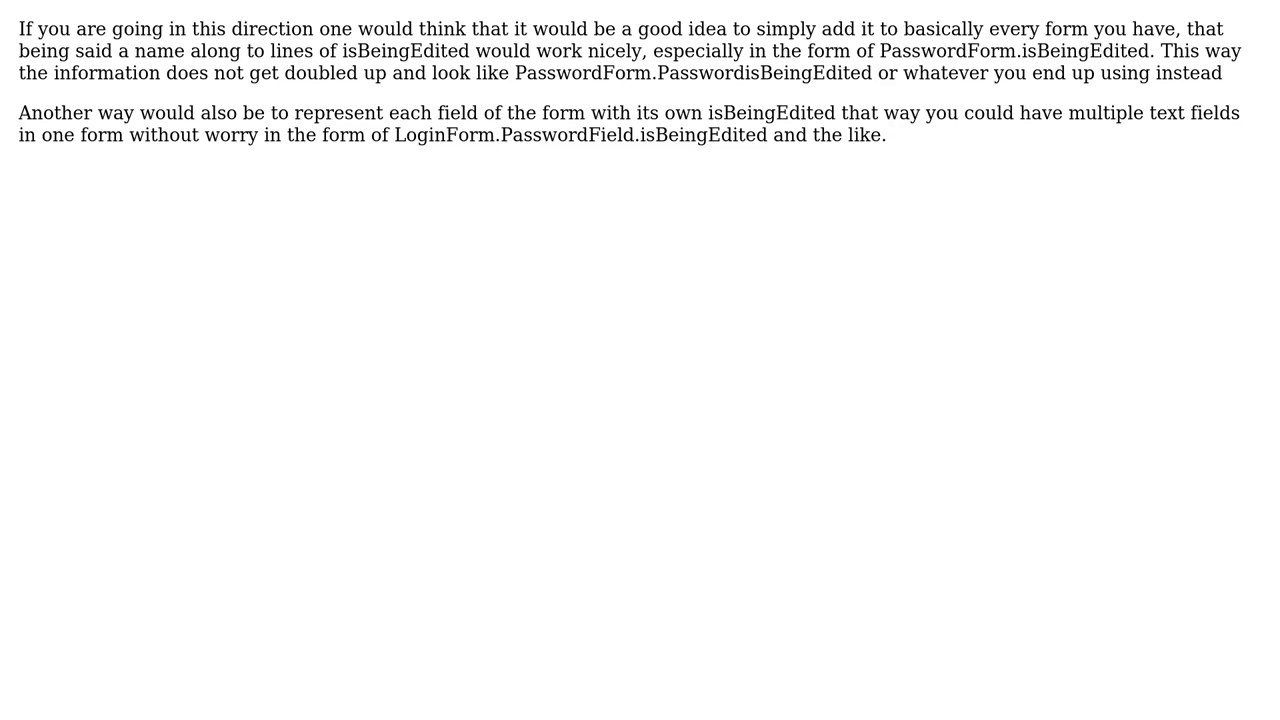 If you are going in this direction one would think that it would be a good idea to simply add it to basically every form you have, that
being said a name along to lines of isBeingEdited would work nicely, especially in the form of PasswordForm.isBeingEdited. This way
the information does not get doubled up and look like PasswordForm.PasswordisBeingEdited or whatever you end up using instead
Another way would also be to represent each field of the form with its own isBeingEdited that way you could have multiple text fields
in one form without worry in the form of LoginForm.PasswordField.isBeingEdited and the like.